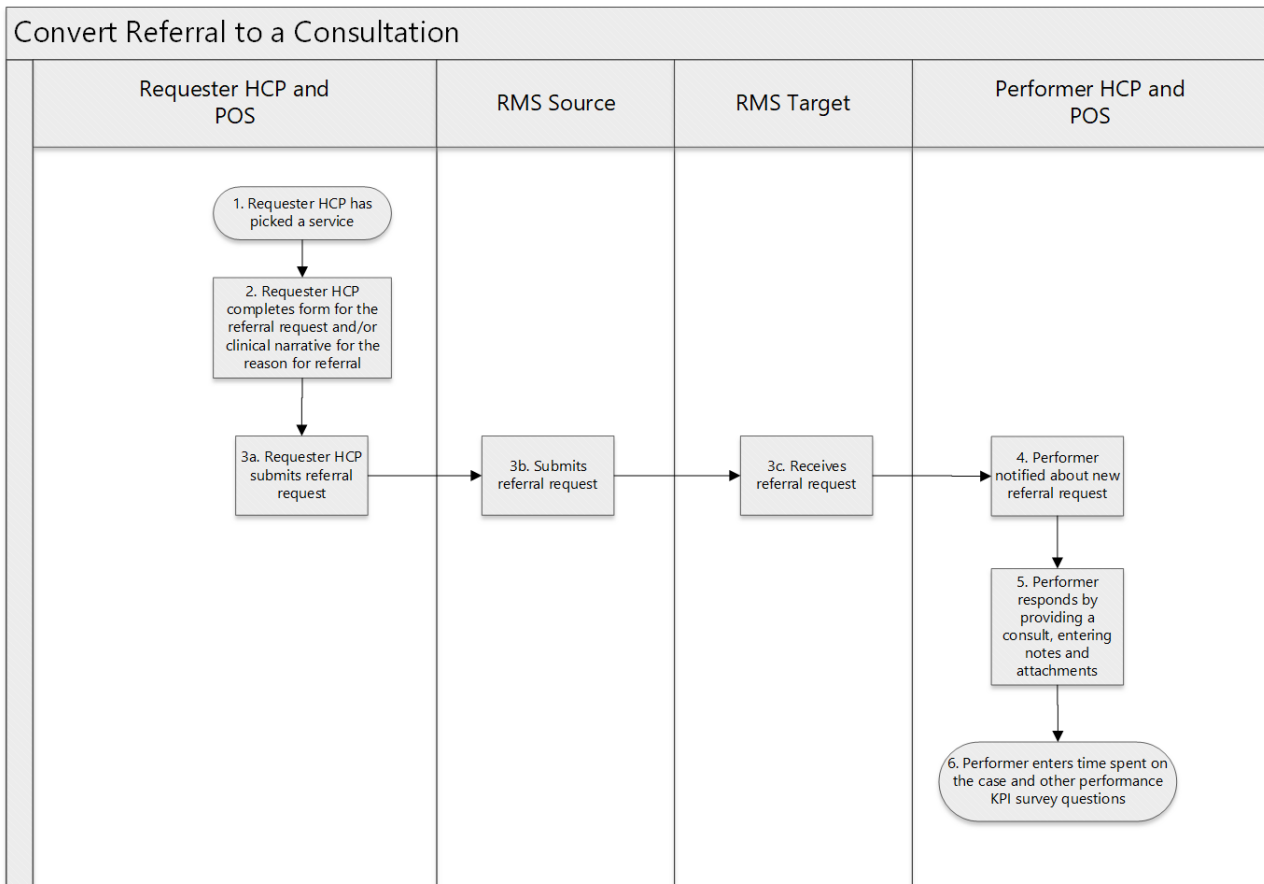 Convert Referral to a Consultation
Requester HCP and
POS
RMS Source
RMS Target
Performer HCP and
POS
1. Requester HCP has
picked a service
2. Requester HCP
completes form for the
referral request and/or
clinical narrative for the
reason for referral
3a. Requester HCP
submits referral
request
3b. Submits
referral request
3c. Receives
referral request
4. Performer
notified about new
referral request
5. Performer
responds by
providing a
consult, entering
notes and
attachments
6. Performer enters time spent on
the case and other performance
KPI survey questions